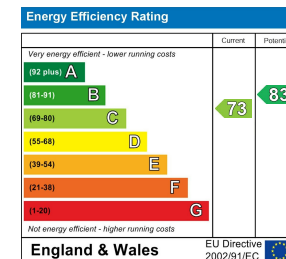 Energy Efficiency Rating
Current Potenti
Very energy efficient - lower running costs
(92 plus) A
(81-91) B
(69-80) C
(55-68) D
(39-54) E
(21-38) F
(1-20) G
73
83
Not energy efficient - higher running costs
England & Wales
EU Directive
2002/91/EC